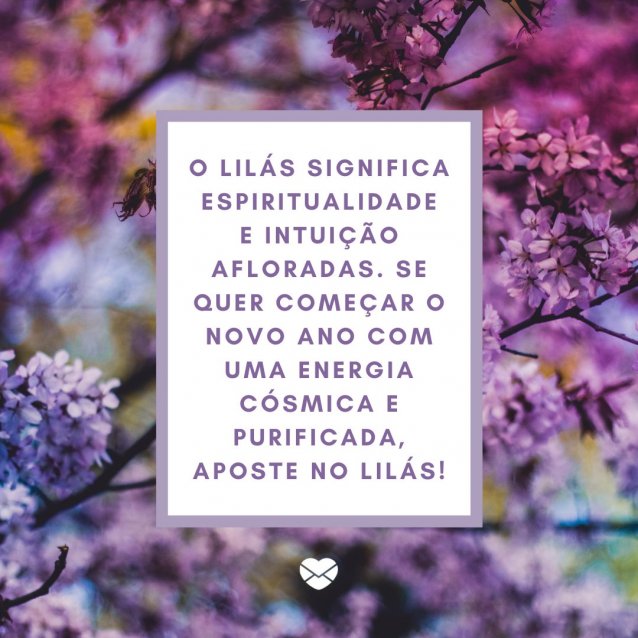 O LILÁS SIGNIFICA
ESPIRITUALIDADE
E INTUIÇÃO
AFLORADAS. SE
QUER COMEÇAR O
NOVO ANO COM
UMA ENERGIA
CÓSMICA E
PURIFICADA,
APOSTE NO LILÁS!